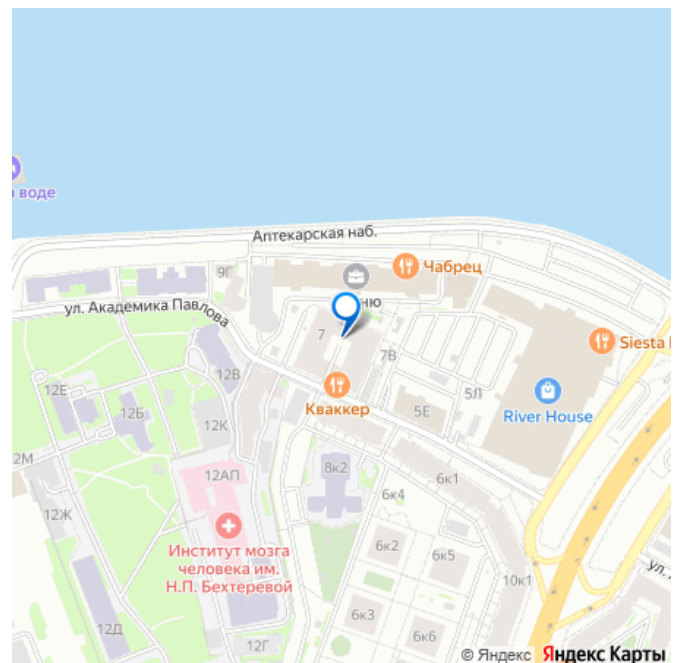 а воде
Аптекарская наб.
9Г
Чабрец
ню
ул. Академика Павлова
7
7В
Siesta
12В
12Е
12Б
Кваккер
5Е
5Л
River House
12К
12М
8к2
6к1
12АП
6к4
12Ж
Институт мозга
человека им.
Н.П. Бехтеревой
6к2
6к5
ул.
10к1
6к3
6к6
12Д
12Г
© Яндекс Яндекс Карты